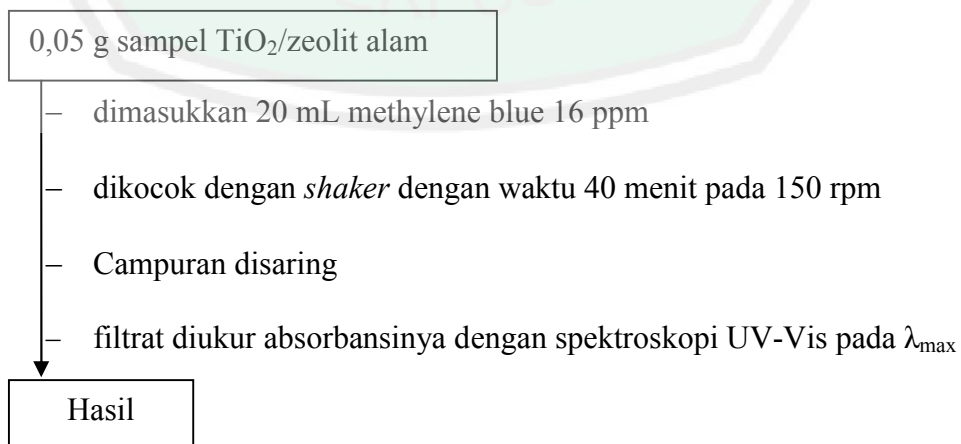 0,05 g sampel TiO₂/zeolit alam
– dimasukkan 20 mL methylene blue 16 ppm
– dikocok dengan shaker dengan waktu 40 menit pada 150 rpm
– Campuran disaring
– filtrat diukur absorbansinya dengan spektroskopi UV-Vis pada λmax
Hasil